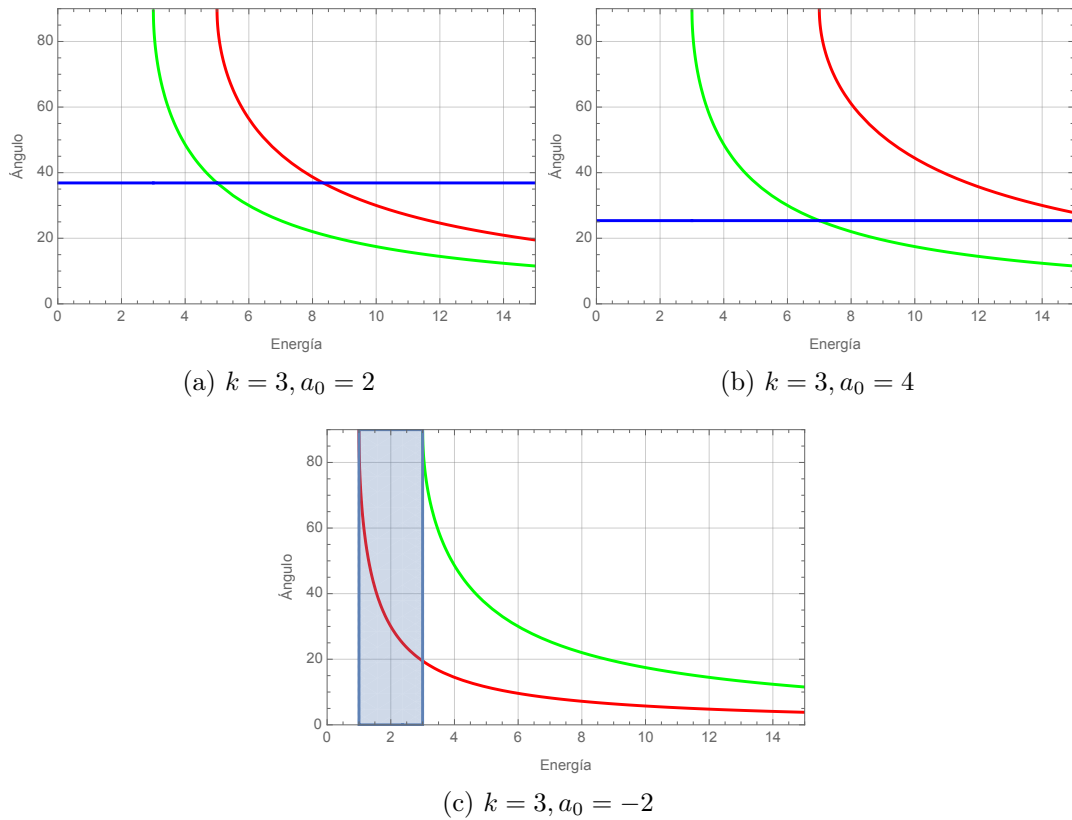 80
60
40
20
0
Ángulo
0 2 4 6 8 10 12 14
Energía
(a) k = 3, a₀ = 2
80
60
40
20
0
Ángulo
0 2 4 6 8 10 12 14
Energía
(b) k = 3, a₀ = 4
80
60
40
20
0
Ángulo
0 2 4 6 8 10 12 14
Energía
(c) k = 3, a₀ = −2